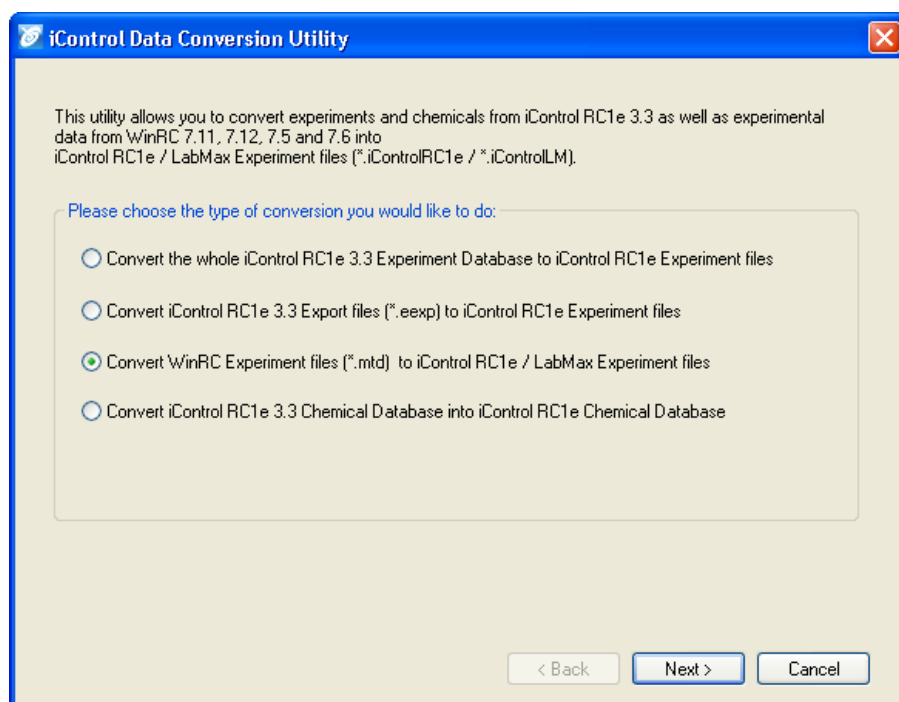 iControl Data Conversion Utility
This utility allows you to convert experiments and chemicals from iControl RC1e 3.3 as well as experimental
data from WinRC 7.11, 7.12, 7.5 and 7.6 into
iControl RC1e / LabMax Experiment files (*.iControlRC1e / *.iControlLM).
Please choose the type of conversion you would like to do:
Convert the whole iControl RC1e 3.3 Experiment Database to iControl RC1e Experiment files
Convert iControl RC1e 3.3 Export files (*.eexp) to iControl RC1e Experiment files
Convert WinRC Experiment files (*.mtd)  to iControl RC1e / LabMax Experiment files
Convert iControl RC1e 3.3 Chemical Database into iControl RC1e Chemical Database
< Back
Next >
Cancel